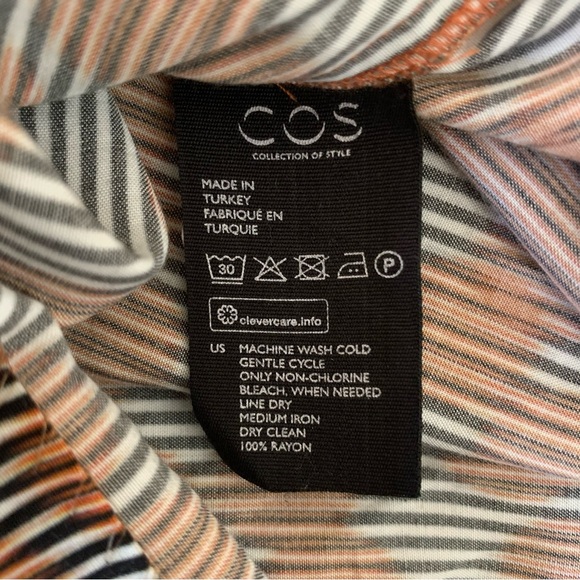 COS
COLLECTION OF STYLE
MADE IN
TURKEY
FABRIQUÉ EN
TURQUIE
30 P
clevercare.info
US MACHINE WASH COLD
GENTLE CYCLE
ONLY NON-CHLORINE
BLEACH, WHEN NEEDED
LINE DRY
MEDIUM IRON
DRY CLEAN
100% RAYON